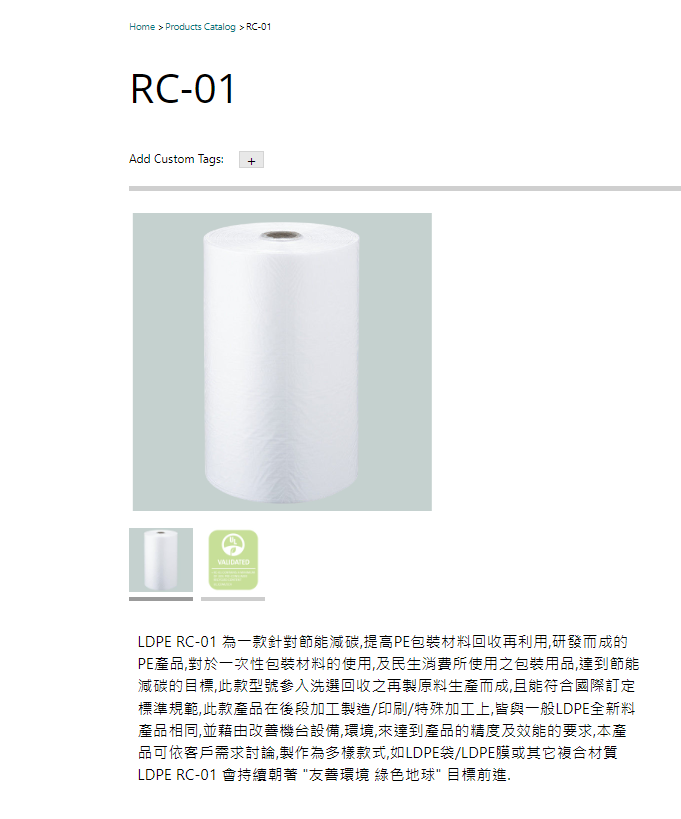 Home > Products Catalog > RC-01
RC-01
Add Custom Tags: +
UL
VALIDATED
LDPE RC-01 為一款針對節能減碳,提高PE包裝材料回收再利用,研發而成的
PE產品,對於一次性包裝材料的使用,及民生消費所使用之包裝用品,達到節能
減碳的目標,此款型號參入洗選回收之再製原料生產而成,且能符合國際訂定
標準規範,此款產品在後段加工製造/印刷/特殊加工上,皆與一般LDPE全新料
產品相同,並藉由改善機台設備,環境,來達到產品的精度及效能的要求,本產
品可依客戶需求討論,製作為多樣款式,如LDPE袋/LDPE膜或其它複合材質
LDPE RC-01 會持續朝著 "友善環境 綠色地球" 目標前進.